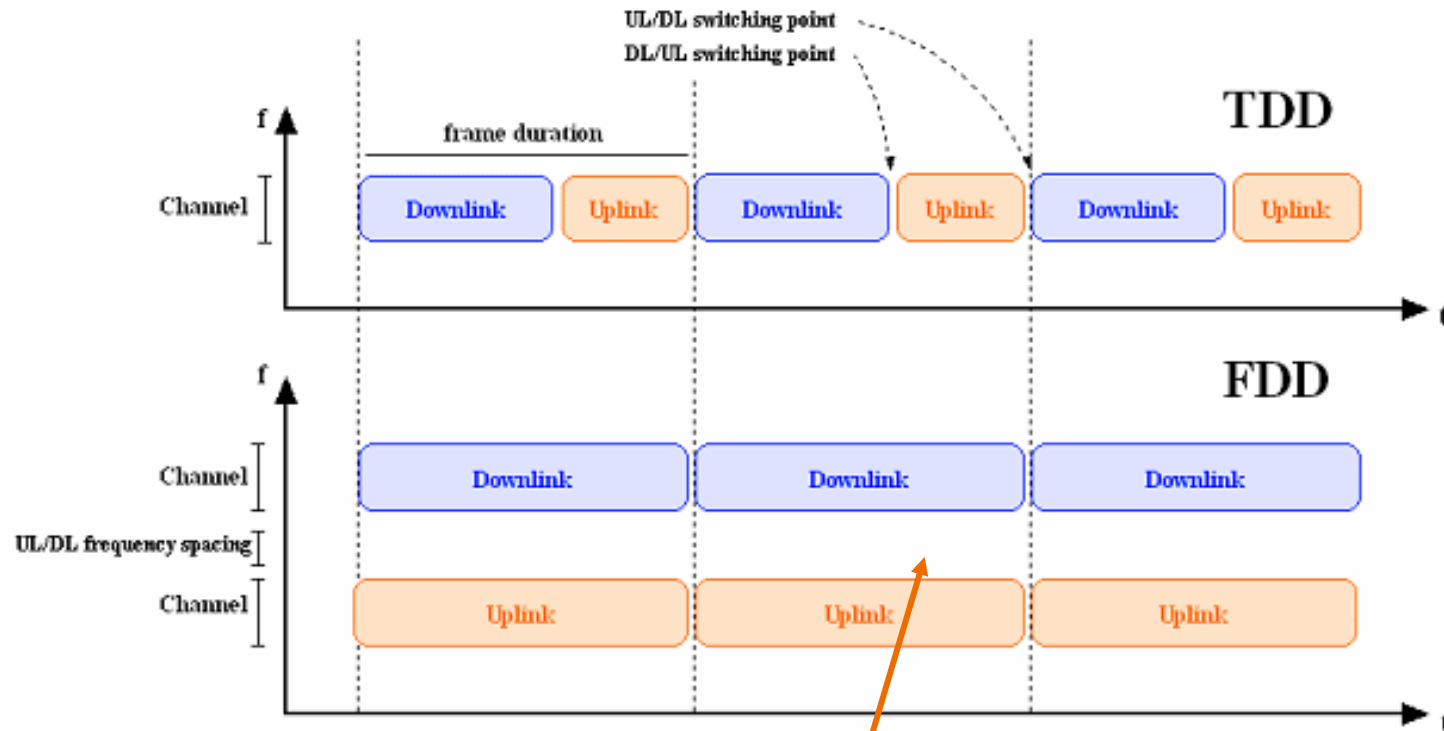 UL/DL switching point
DL/UL switching point
TDD
f
frame duration
Channel
Downlink Uplink Downlink Uplink Downlink Uplink
FDD
f
Channel
Downlink Downlink Downlink
UL/DL frequency spacing
Channel
Uplink Uplink Uplink